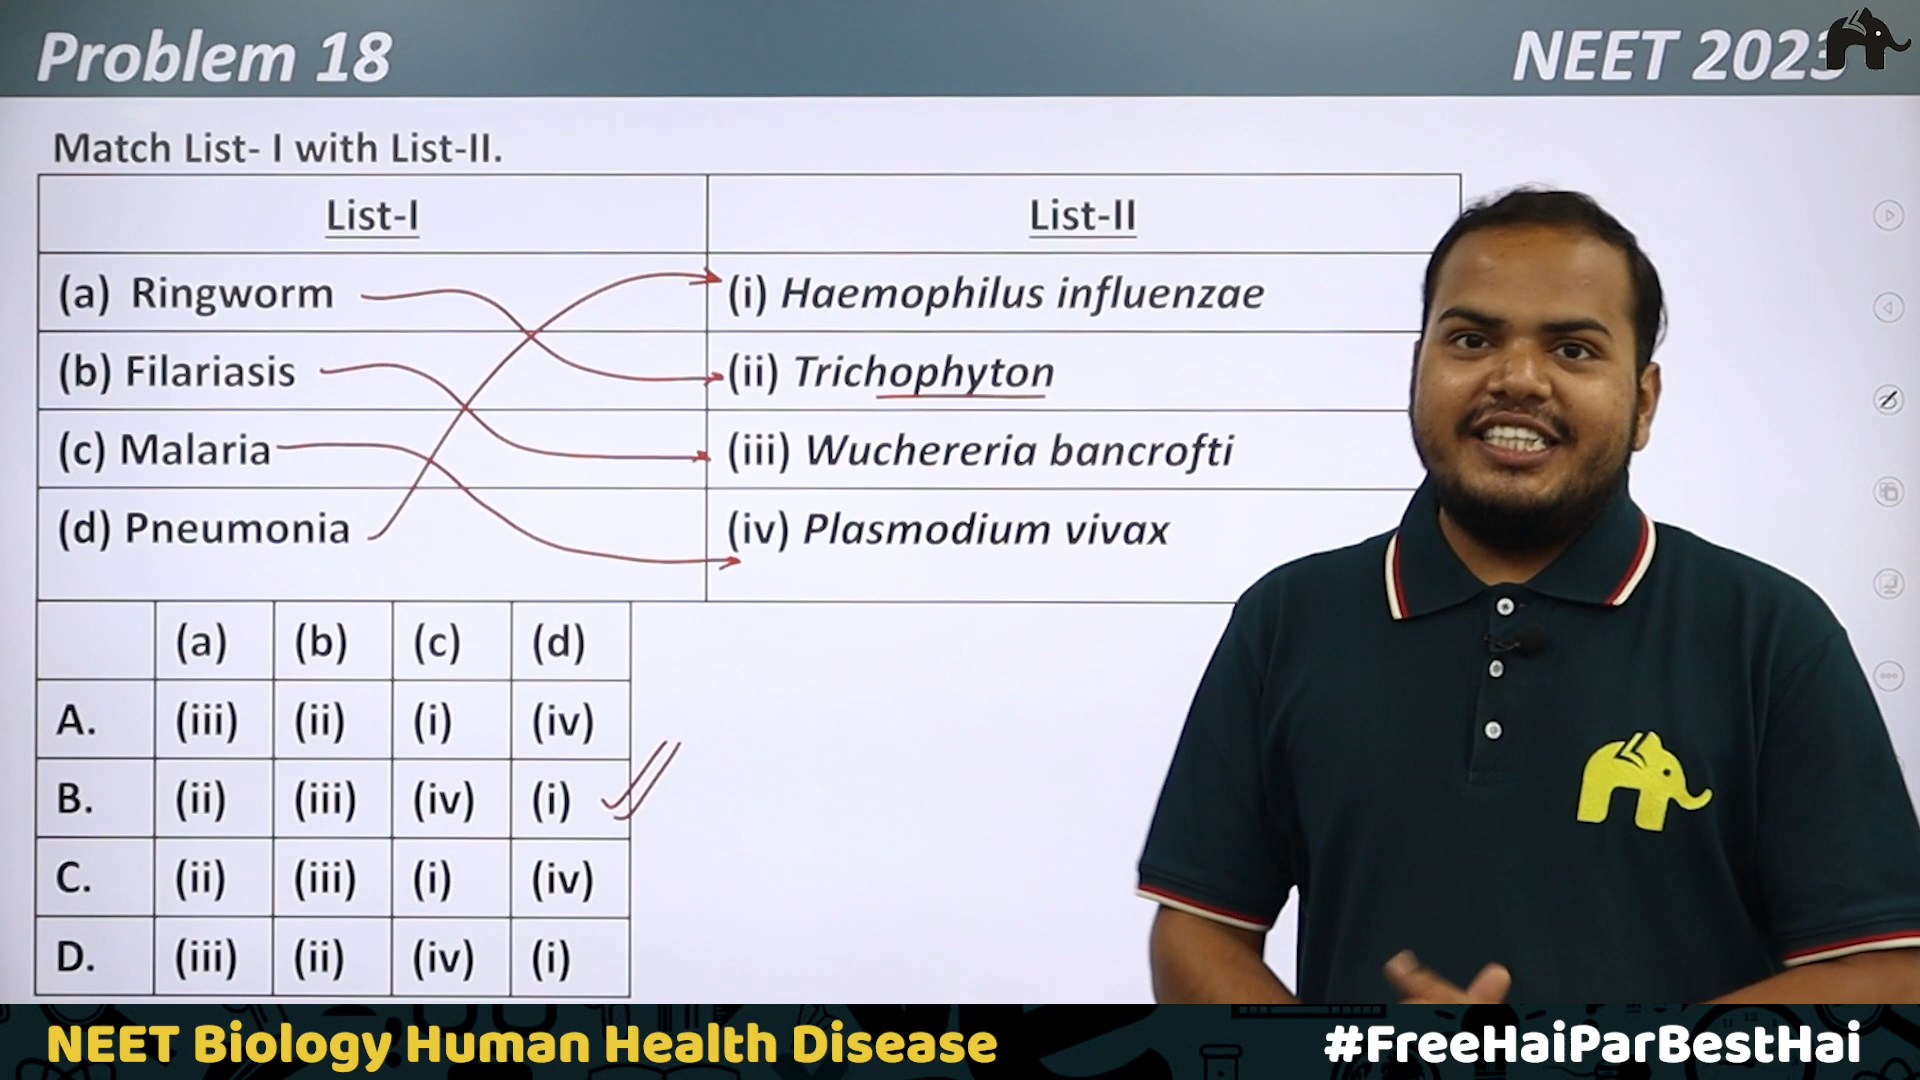 Problem 18
NEET 2023
Match List- I with List-II.
List-I List-II
(a) Ringworm (i) Haemophilus influenzae
(b) Filariasis (ii) Trichophyton
(c) Malaria (iii) Wuchereria bancrofti
(d) Pneumonia (iv) Plasmodium vivax
(a) (b) (c) (d)
A. (iii) (ii) (i) (iv)
B. (ii) (iii) (iv) (i)
C. (ii) (iii) (i) (iv)
D. (iii) (ii) (iv) (i)
NEET Biology Human Health Disease
#FreeHaiParBestHai